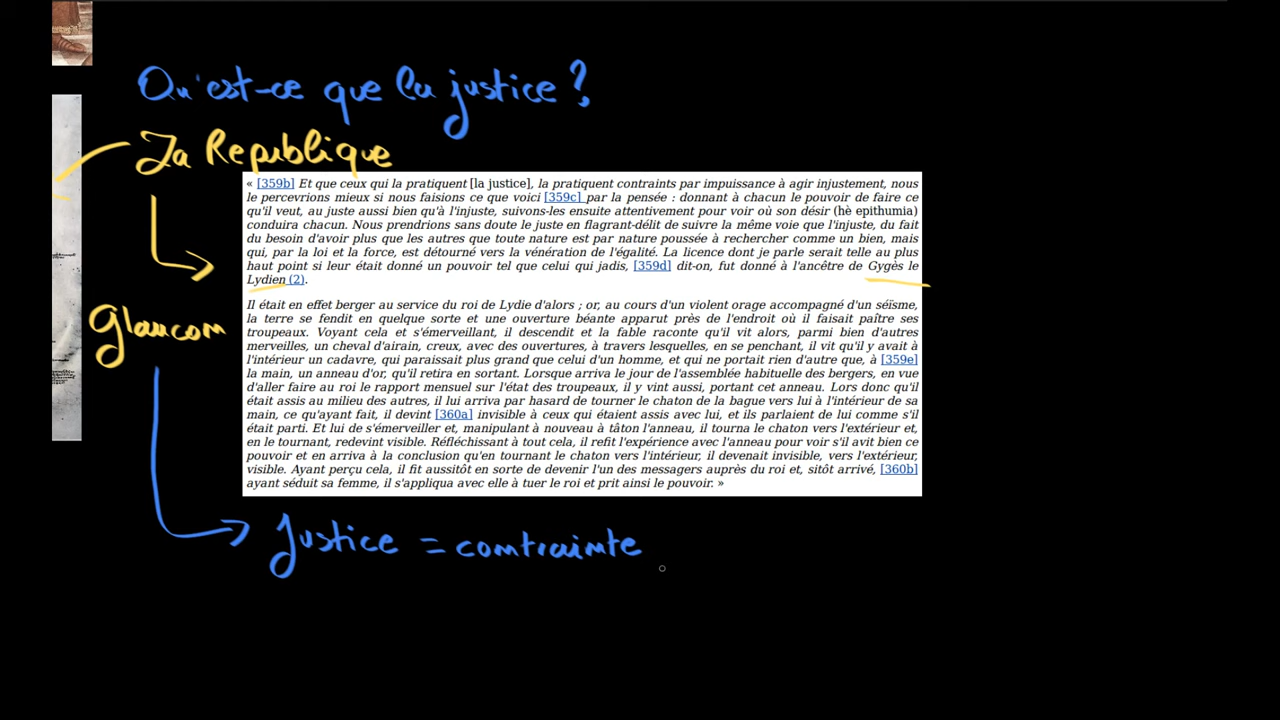 Qu'est-ce que la justice ?
La République
« [359b] Et que ceux qui la pratiquent [la justice], la pratiquent contraints par impuissance à agir injustement, nous
le percevrions mieux si nous faisions ce que voici [359c] par la pensée : donnant à chacun le pouvoir de faire ce
qu'il veut, au juste aussi bien qu'à l'injuste, suivons-les ensuite attentivement pour voir où son désir (hè epithumia)
conduira chacun. Nous prendrions sans doute le juste en flagrant-délit de suivre la même voie que l'injuste, du fait
du besoin d'avoir plus que les autres que toute nature est par nature poussée à rechercher comme un bien, mais
qui, par la loi et la force, est détourné vers la vénération de l'égalité. La licence dont je parle serait telle au plus
haut point si leur était donné un pouvoir tel que celui qui jadis, [359d] dit-on, fut donné à l'ancêtre de Gygès le
Lydien (2).
Il était en effet berger au service du roi de Lydie d'alors ; or, au cours d'un violent orage accompagné d'un séïsme,
la terre se fendit en quelque sorte et une ouverture béante apparut près de l'endroit où il faisait paître ses
troupeaux. Voyant cela et s'émerveillant, il descendit et la fable raconte qu'il vit alors, parmi bien d'autres
merveilles, un cheval d'airain, creux, avec des ouvertures, à travers lesquelles, en se penchant, il vit qu'il y avait à
l'intérieur un cadavre, qui paraissait plus grand que celui d'un homme, et qui ne portait rien d'autre que, à [359e]
la main, un anneau d'or, qu'il retira en sortant. Lorsque arriva le jour de l'assemblée habituelle des bergers, en vue
d'aller faire au roi le rapport mensuel sur l'état des troupeaux, il y vint aussi, portant cet anneau. Lors donc qu'il
était assis au milieu des autres, il lui arriva par hasard de tourner le chaton de la bague vers lui à l'intérieur de sa
main, ce qu'ayant fait, il devint [360a] invisible à ceux qui étaient assis avec lui, et ils parlaient de lui comme s'il
était parti. Et lui de s'émerveiller et, manipulant à nouveau à tâton l'anneau, il tourna le chaton vers l'extérieur et,
en le tournant, redevint visible. Réfléchissant à tout cela, il refit l'expérience avec l'anneau pour voir s'il avit bien ce
pouvoir et en arriva à la conclusion qu'en tournant le chaton vers l'intérieur, il devenait invisible, vers l'extérieur,
visible. Ayant perçu cela, il fit aussitôt en sorte de devenir l'un des messagers auprès du roi et, sitôt arrivé, [360b]
ayant séduit sa femme, il s'appliqua avec elle à tuer le roi et prit ainsi le pouvoir. »
Glaucon
Justice = contrainte